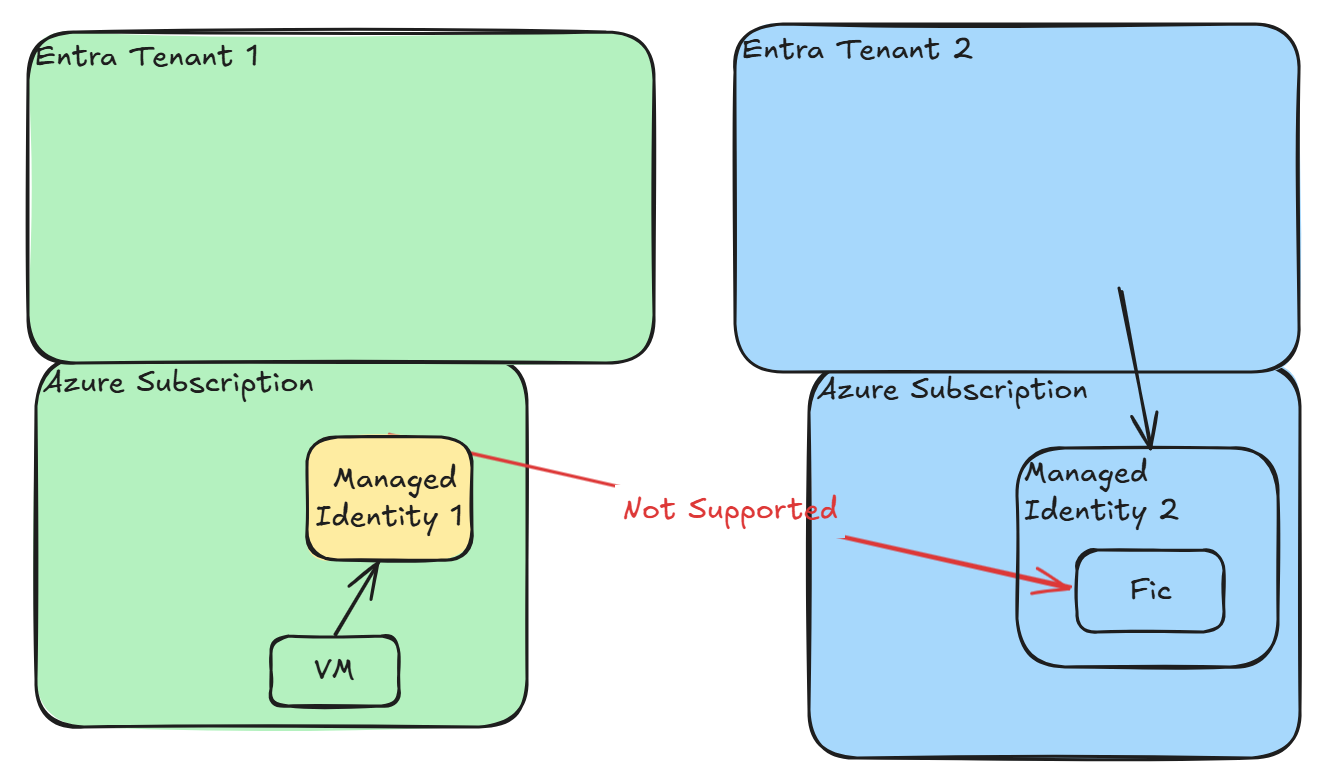 Entra Tenant 1
Entra Tenant 2
Azure Subscription
Azure Subscription
Managed
Identity 1
VM
Not Supported
Managed
Identity 2
Fic